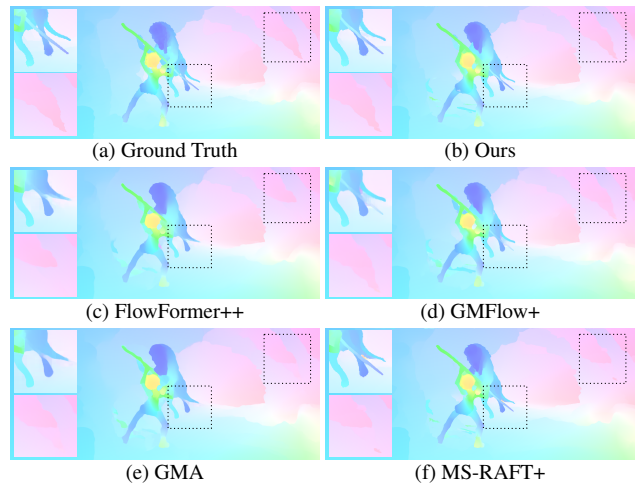 (a) Ground Truth
(b) Ours
(c) FlowFormer++
(d) GMFlow+
(e) GMA
(f) MS-RAFT+